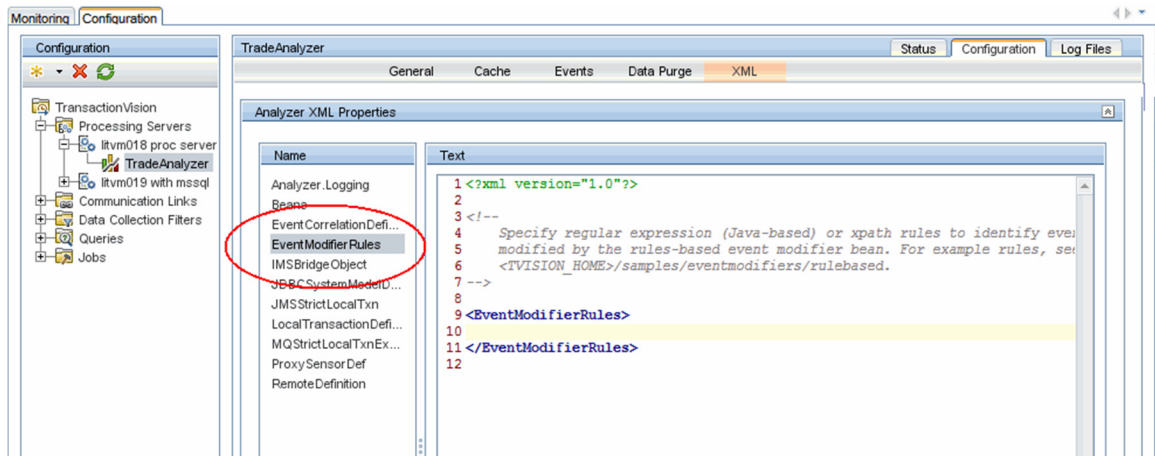 Monitoring Configuration
Configuration
TransactionVision
Processing Servers
litvm018 proc server
TradeAnalyzer
litvm019 with mssql
Communication Links
Data Collection Filters
Queries
Jobs
TradeAnalyzer
Status Configuration Log Files
General Cache Events Data Purge XML
Analyzer XML Properties
Name
Analyzer.Logging
Beans
EventCorrelationDefi...
EventModifierRules
IMSBridgeObject
JDBCSystemModelD...
JMSStrictLocalTxn
LocalTransactionDefi...
MQStrictLocalTxnEx...
ProxySensorDef
RemoteDefinition
Text
1 <?xml version="1.0"?>
2
3 <!--
4 Specify regular expression (Java-based) or xpath rules to identify even
5 modified by the rules-based event modifier bean. For example rules, see
6 <TVISION_HOME>/samples/eventmodifiers/rulebased.
7 -->
8
9 <EventModifierRules>
10
11 </EventModifierRules>
12